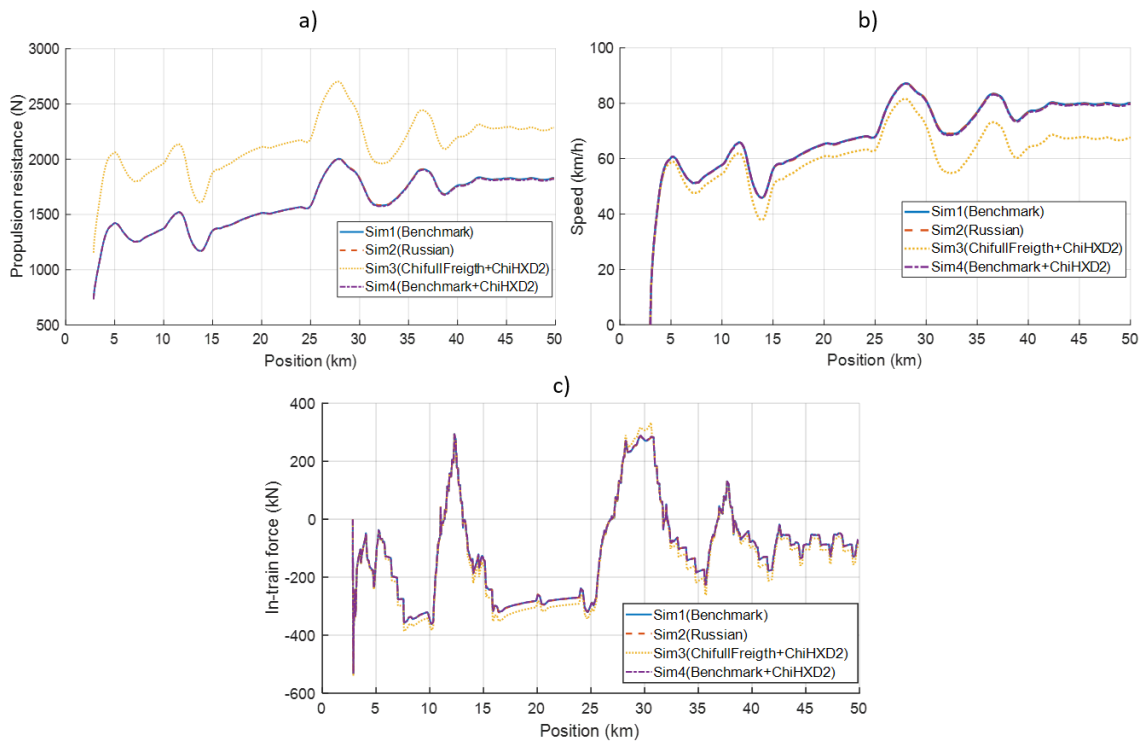 a)
Propulsion resistance (N)
3000
2500
2000
1500
1000
500
0 5 10 15 20 25 30 35 40 45 50
Position (km)
Sim1(Benchmark)
Sim2(Russian)
Sim3(ChifullFreigth+ChiHXD2)
Sim4(Benchmark+ChiHXD2)
b)
Speed (km/h)
100
80
60
40
20
0
0 5 10 15 20 25 30 35 40 45 50
Position (km)
Sim1(Benchmark)
Sim2(Russian)
Sim3(ChifullFreigth+ChiHXD2)
Sim4(Benchmark+ChiHXD2)
c)
In-train force (kN)
400
200
0
-200
-400
-600
0 5 10 15 20 25 30 35 40 45 50
Position (km)
Sim1(Benchmark)
Sim2(Russian)
Sim3(ChifullFreigth+ChiHXD2)
Sim4(Benchmark+ChiHXD2)